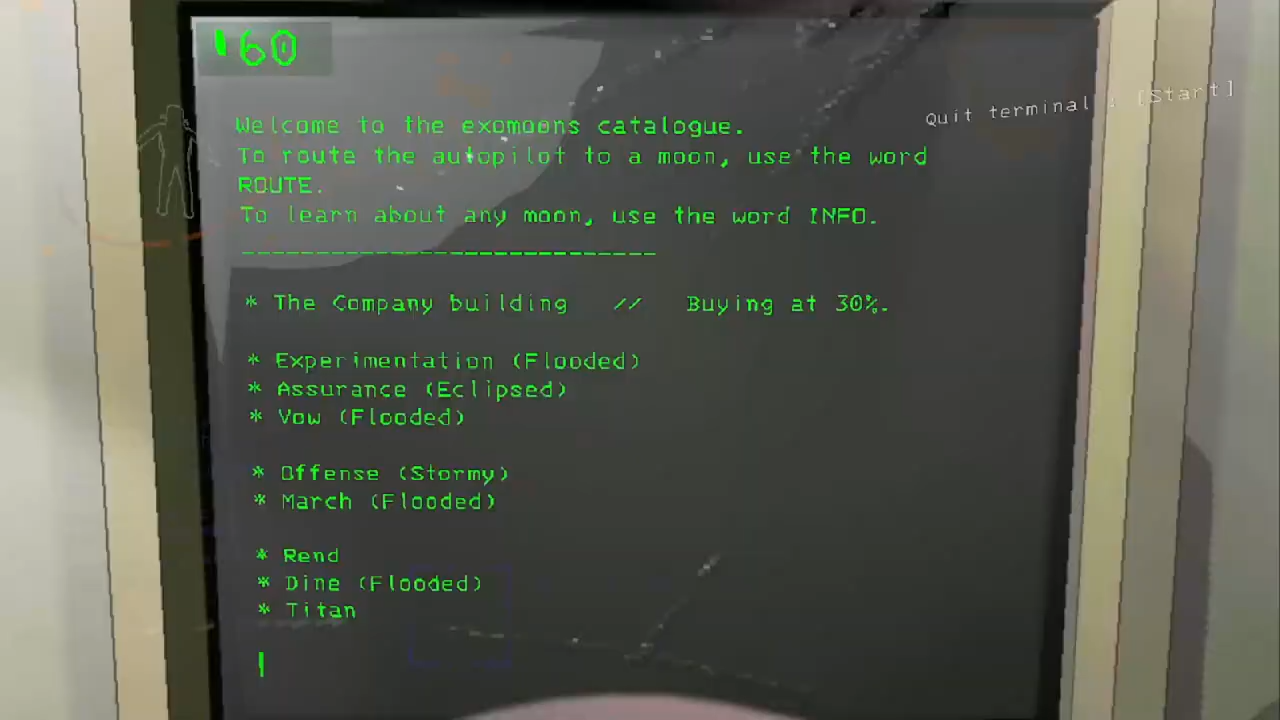 ▮60
Quit terminal : [Start]
Welcome to the exomoons catalogue.
To route the autopilot to a moon, use the word
ROUTE.
To learn about any moon, use the word INFO.
----------------------------
* The Company building // Buying at 30%.
* Experimentation (Flooded)
* Assurance (Eclipsed)
* Vow (Flooded)
* Offense (Stormy)
* March (Flooded)
* Rend
* Dine (Flooded)
* Titan